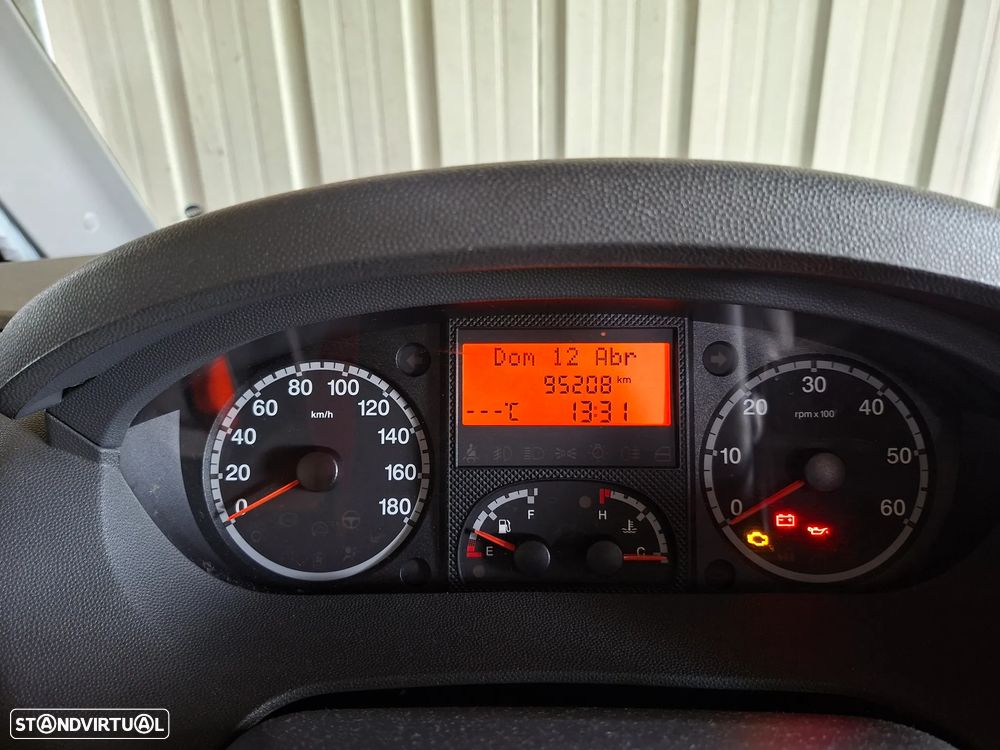 Dom 12 Abr
95208 km
---°C 13:31
0 20 40 60 80 100 120 140 160 180
km/h
0 10 20 30 40 50 60
rpm x 100
E F
H C
STANDVIRTUAL